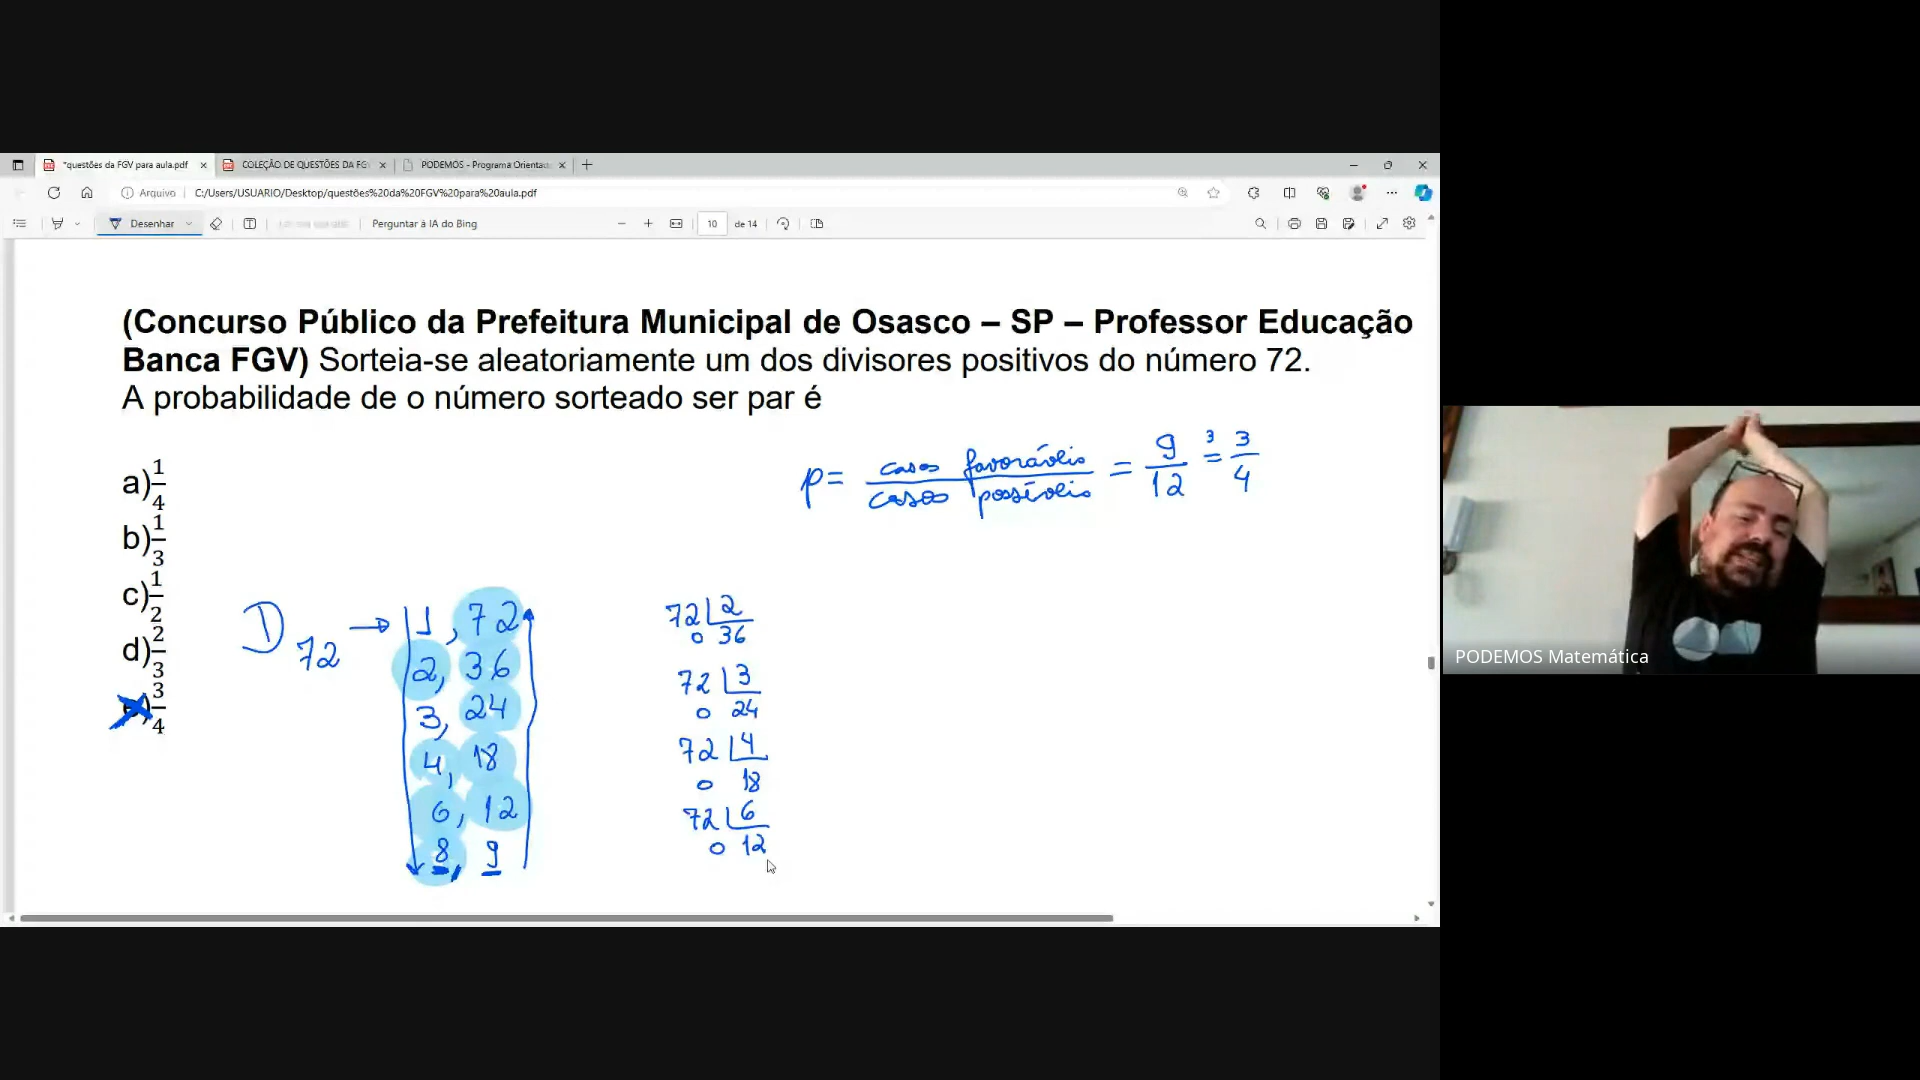 *questões da FGV para aula.pdf
COLEÇÃO DE QUESTÕES DA FG
PODEMOS - Programa Orientad
Arquivo
C:/Users/USUARIO/Desktop/questões%20da%20FGV%20para%20aula.pdf
Desenhar
Perguntar à IA do Bing
10 de 14
(Concurso Público da Prefeitura Municipal de Osasco – SP – Professor Educação
Banca FGV) Sorteia-se aleatoriamente um dos divisores positivos do número 72.
A probabilidade de o número sorteado ser par é
p = casos favoráveis / casos possíveis = 9/12 =³ 3/4
a) 1/4
b) 1/3
c) 1/2
d) 2/3
e) 3/4
D 72 → 1, 72
2, 36
3, 24
4, 18
6, 12
8, 9
72 2
0 36
72 3
0 24
72 4
0 18
72 6
0 12
PODEMOS Matemática